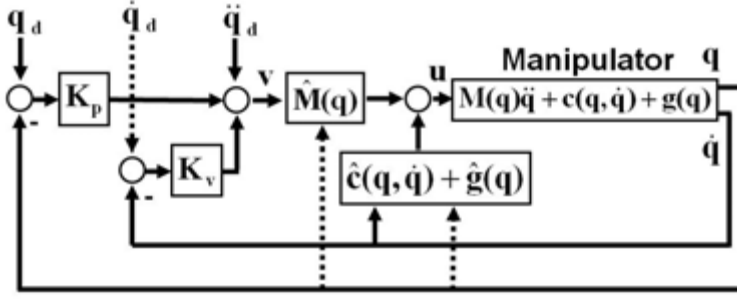 q d q̇ d q̈ d
Manipulator q
K p v M̂(q) u M(q)q̈ + c(q, q̇) + g(q)
- q̇
K v ĉ(q, q̇) + ĝ(q)
-